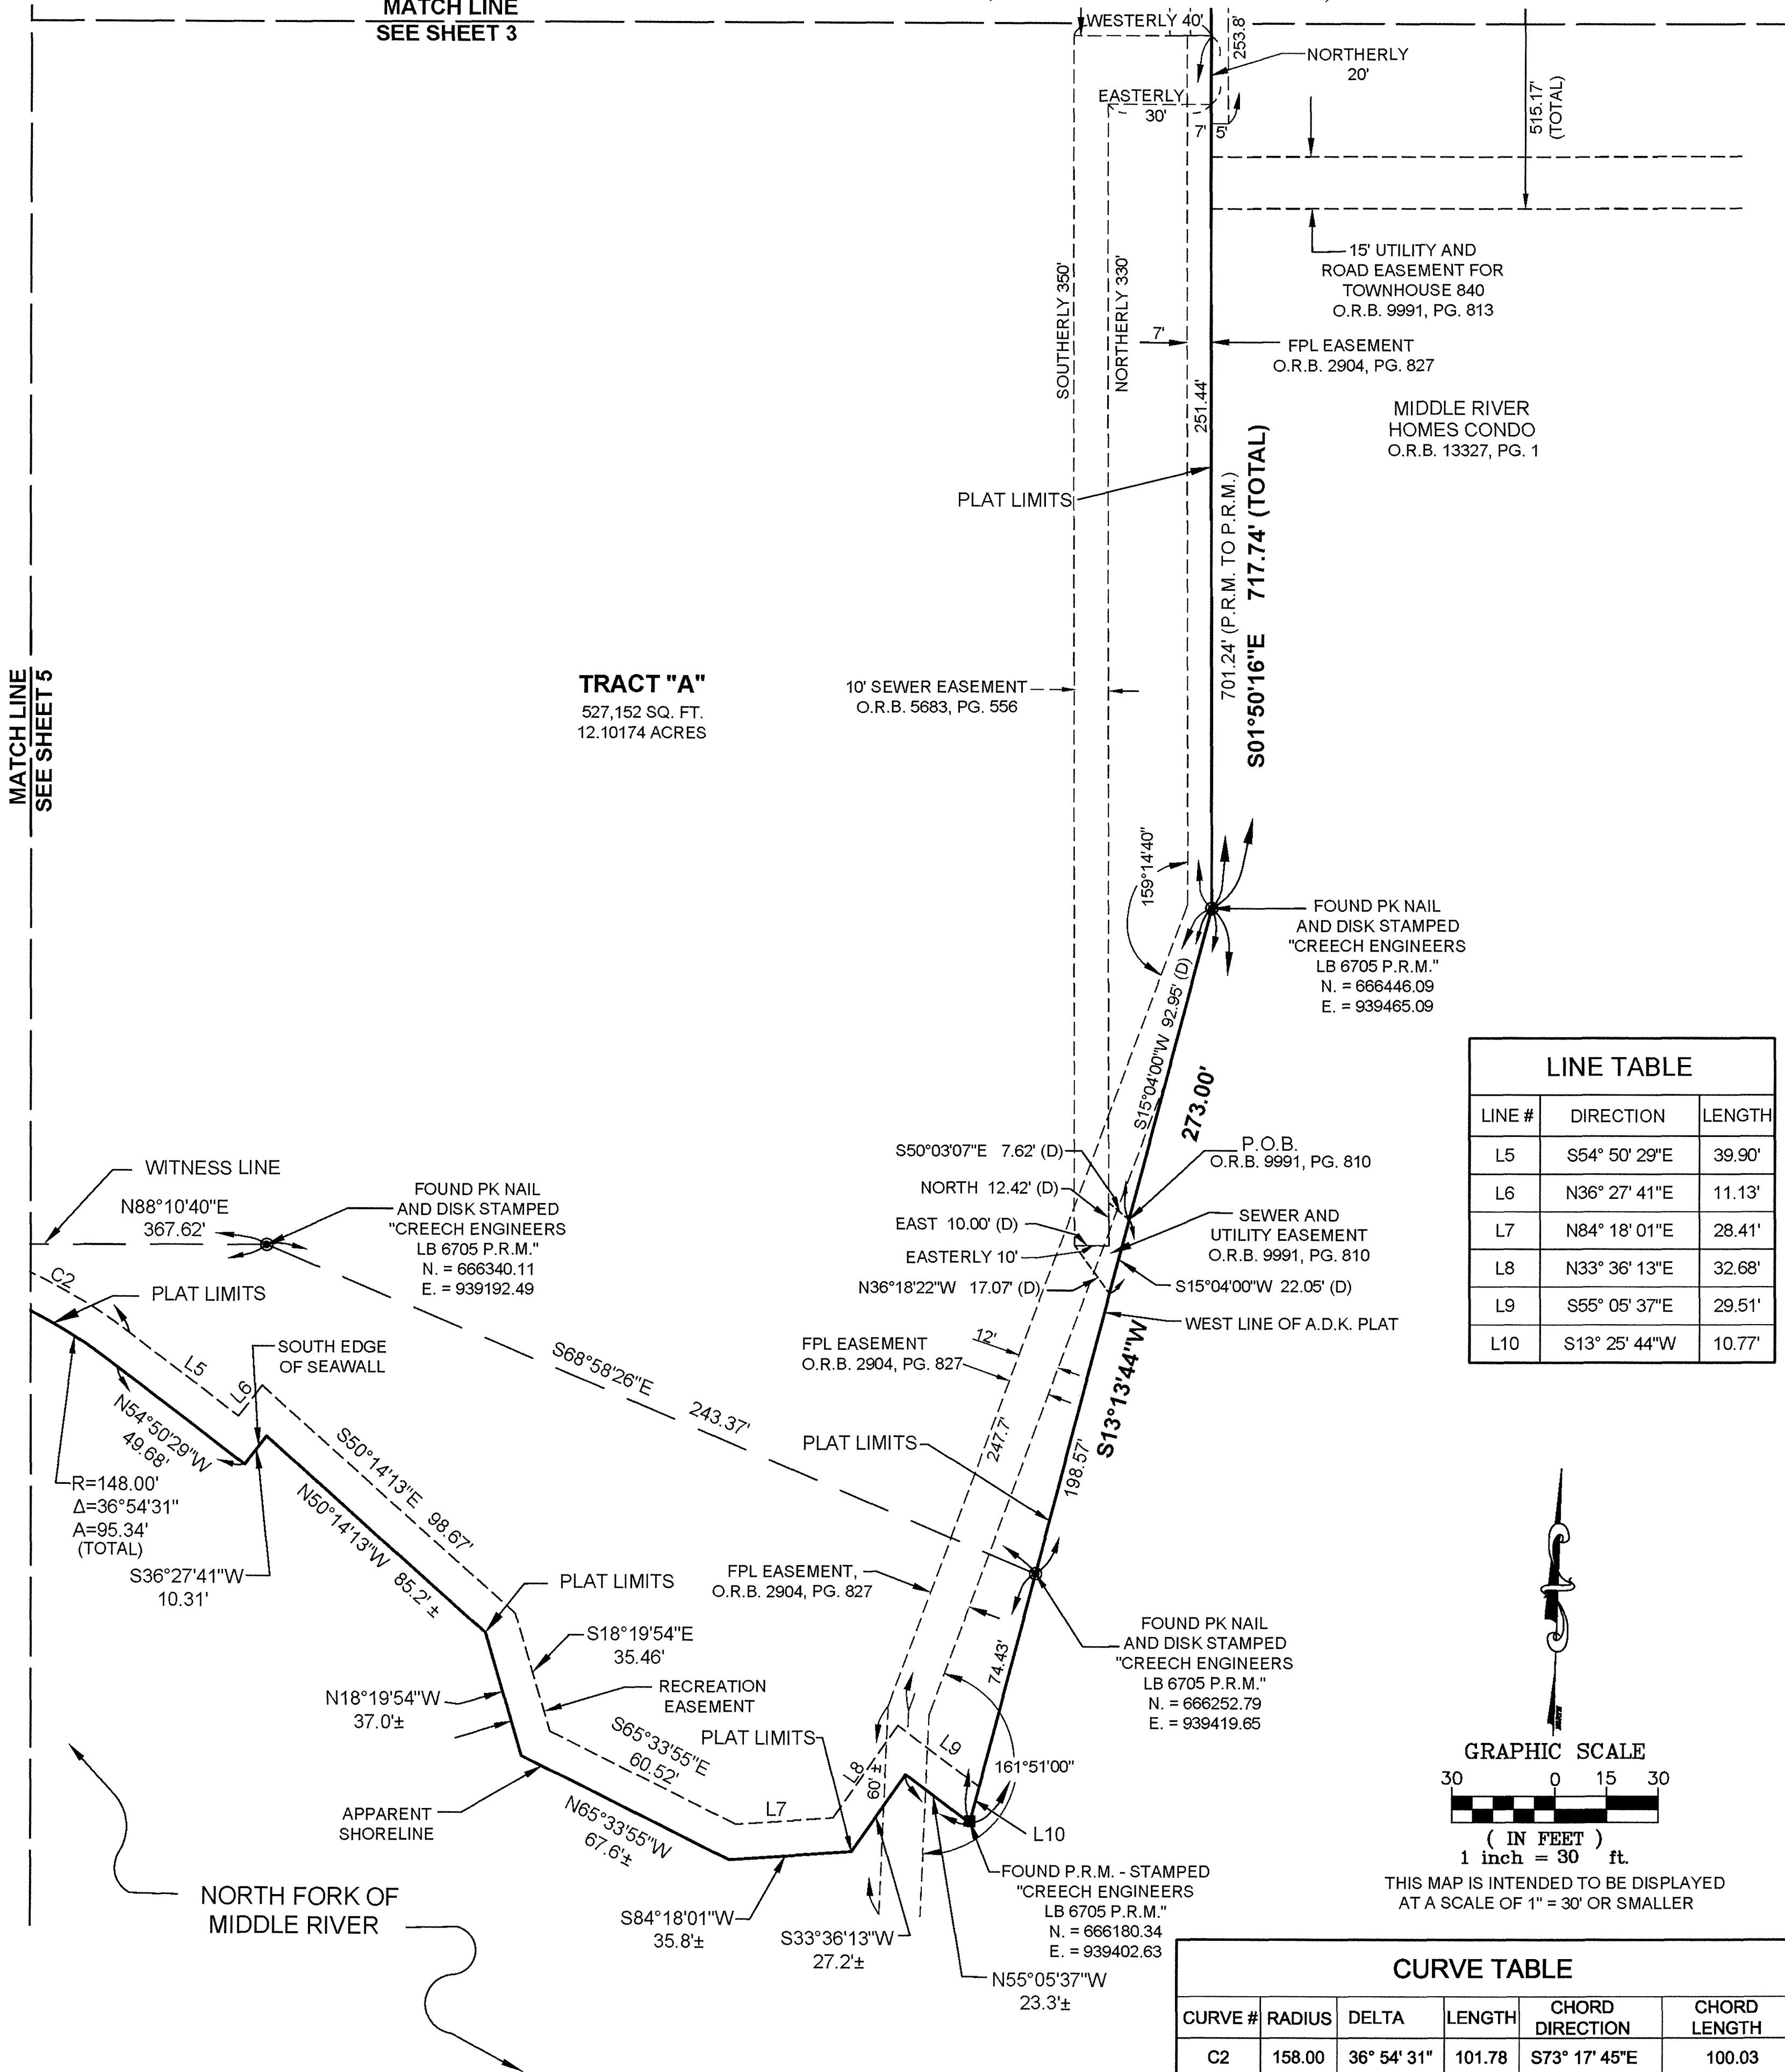 MATCH LINE
SEE SHEET 3
WESTERLY 40'
253.8'
NORTHERLY
20'
EASTERLY
30'
7' 5'
515.17'
(TOTAL)
15' UTILITY AND
ROAD EASEMENT FOR
TOWNHOUSE 840
O.R.B. 9991, PG. 813
SOUTHERLY 350'
NORTHERLY 330'
7'
FPL EASEMENT
O.R.B. 2904, PG. 827
251.44'
MIDDLE RIVER
HOMES CONDO
O.R.B. 13327, PG. 1
PLAT LIMITS
701.24' (P.R.M. TO P.R.M.)
S01°50'16"E 717.74' (TOTAL)
MATCH LINE
SEE SHEET 5
TRACT "A"
527,152 SQ. FT.
12.10174 ACRES
10' SEWER EASEMENT
O.R.B. 5683, PG. 556
159°14'40"
FOUND PK NAIL
AND DISK STAMPED
"CREECH ENGINEERS
LB 6705 P.R.M."
N. = 666446.09
E. = 939465.09
S15°04'00"W 92.95' (D)
273.00'
LINE TABLE
LINE # DIRECTION LENGTH
L5 S54° 50' 29"E 39.90'
L6 N36° 27' 41"E 11.13'
L7 N84° 18' 01"E 28.41'
L8 N33° 36' 13"E 32.68'
L9 S55° 05' 37"E 29.51'
L10 S13° 25' 44"W 10.77'
S50°03'07"E 7.62' (D)
P.O.B.
O.R.B. 9991, PG. 810
NORTH 12.42' (D)
EAST 10.00' (D)
EASTERLY 10'
SEWER AND
UTILITY EASEMENT
O.R.B. 9991, PG. 810
N36°18'22"W 17.07' (D)
S15°04'00"W 22.05' (D)
WEST LINE OF A.D.K. PLAT
WITNESS LINE
N88°10'40"E
367.62'
FOUND PK NAIL
AND DISK STAMPED
"CREECH ENGINEERS
LB 6705 P.R.M."
N. = 666340.11
E. = 939192.49
C2
PLAT LIMITS
SOUTH EDGE
OF SEAWALL
L5
L6
N54°50'29"W
49.68'
R=148.00'
Δ=36°54'31"
A=95.34'
(TOTAL)
S36°27'41"W
10.31'
S68°58'26"E 243.37'
FPL EASEMENT
O.R.B. 2904, PG. 827
12'
247.7'
S13°13'44"W
PLAT LIMITS
198.57'
S50°14'13"E 98.67'
N50°14'13"W 85.2'±
PLAT LIMITS
FPL EASEMENT,
O.R.B. 2904, PG. 827
S18°19'54"E
35.46'
N18°19'54"W
37.0'±
RECREATION
EASEMENT
74.43'
FOUND PK NAIL
AND DISK STAMPED
"CREECH ENGINEERS
LB 6705 P.R.M."
N. = 666252.79
E. = 939419.65
S65°33'55"E
60.52'
PLAT LIMITS
L9
L8
60'±
161°51'00"
L7
L10
APPARENT
SHORELINE
N65°33'55"W
67.6'±
NORTH FORK OF
MIDDLE RIVER
S84°18'01"W
35.8'±
S33°36'13"W
27.2'±
FOUND P.R.M. - STAMPED
"CREECH ENGINEERS
LB 6705 P.R.M."
N. = 666180.34
E. = 939402.63
N55°05'37"W
23.3'±
GRAPHIC SCALE
30 0 15 30
( IN FEET )
1 inch = 30 ft.
THIS MAP IS INTENDED TO BE DISPLAYED
AT A SCALE OF 1" = 30' OR SMALLER
CURVE TABLE
CURVE # RADIUS DELTA LENGTH CHORD DIRECTION CHORD LENGTH
C2 158.00 36° 54' 31" 101.78 S73° 17' 45"E 100.03